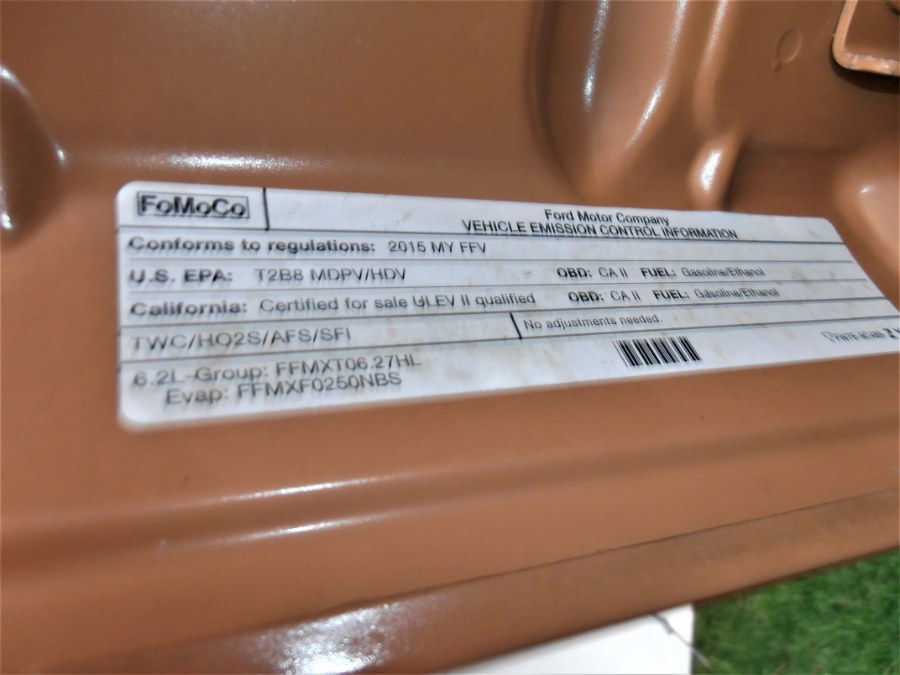 FoMoCo
Ford Motor Company
VEHICLE EMISSION CONTROL INFORMATION
Conforms to regulations: 2015 MY FFV
U.S. EPA: T2B8 MDPV/HDV OBD: CA II FUEL: Gasoline/Ethanol
California: Certified for sale ULEV II qualified OBD: CA II FUEL: Gasoline/Ethanol
TWC/HO2S/AFS/SFI
No adjustments needed.
6.2L-Group: FFMXT06.27HL
Evap: FFMXF0250NBS